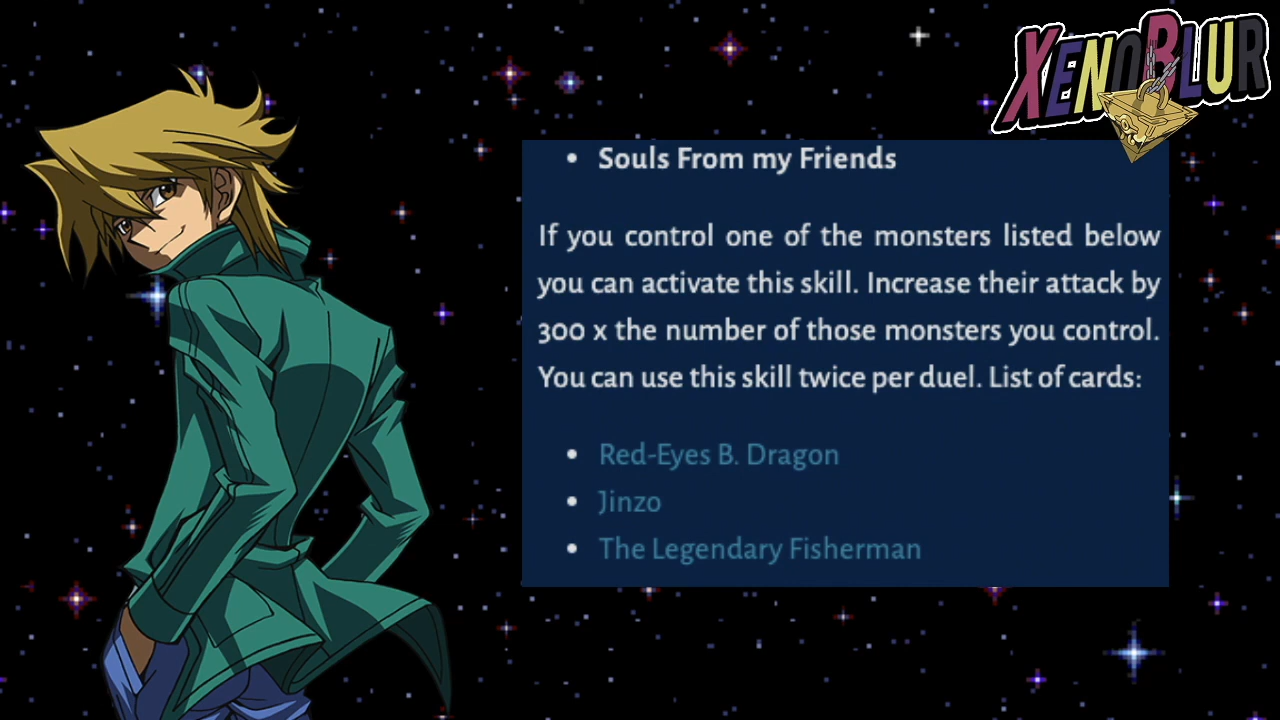 XENOBLUR
• Souls From my Friends
If you control one of the monsters listed below
you can activate this skill. Increase their attack by
300 x the number of those monsters you control.
You can use this skill twice per duel. List of cards:
• Red-Eyes B. Dragon
• Jinzo
• The Legendary Fisherman